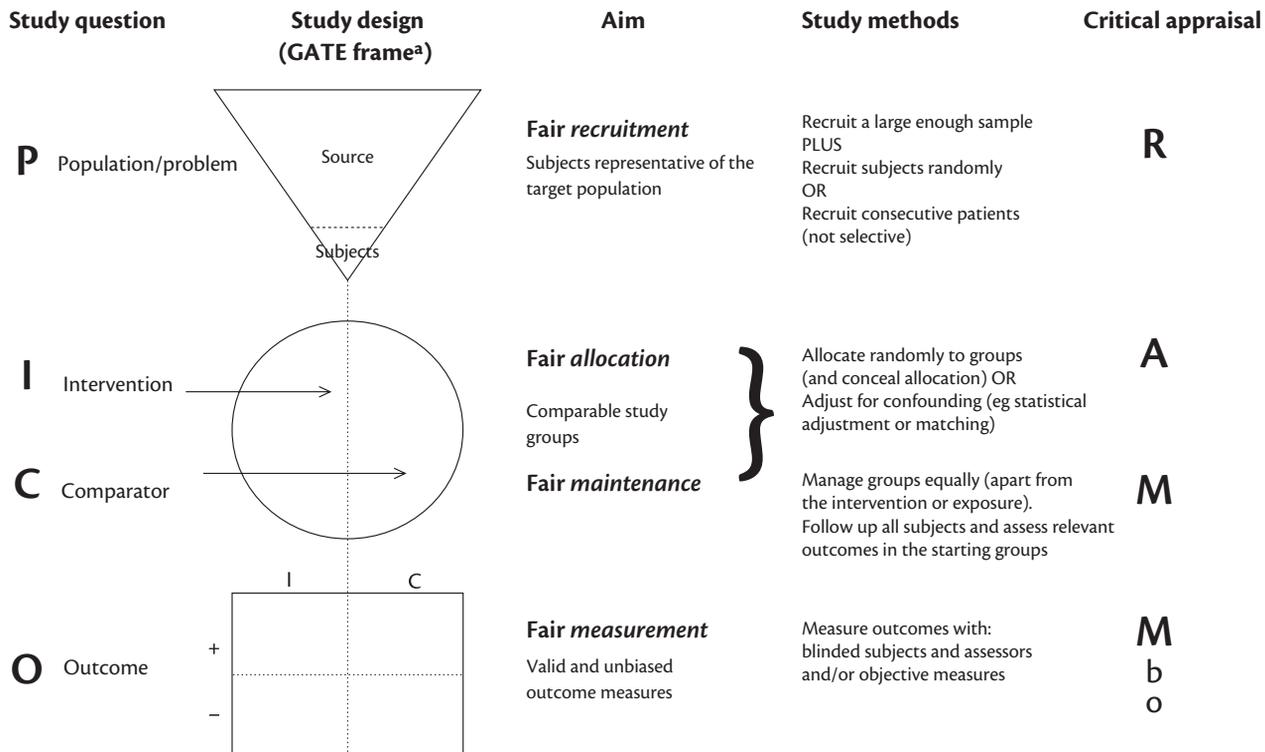 Study question
Study design
(GATE frameᵃ)
Aim
Study methods
Critical appraisal
P Population/problem
Source
Subjects
Fair recruitment
Subjects representative of the
target population
Recruit a large enough sample
PLUS
Recruit subjects randomly
OR
Recruit consecutive patients
(not selective)
R
I Intervention
Fair allocation
Comparable study
groups
}
Allocate randomly to groups
(and conceal allocation) OR
Adjust for confounding (eg statistical
adjustment or matching)
A
C Comparator
Fair maintenance
Manage groups equally (apart from
the intervention or exposure).
Follow up all subjects and assess relevant
outcomes in the starting groups
M
O Outcome
I C
+
–
Fair measurement
Valid and unbiased
outcome measures
Measure outcomes with:
blinded subjects and assessors
and/or objective measures
M
b
o